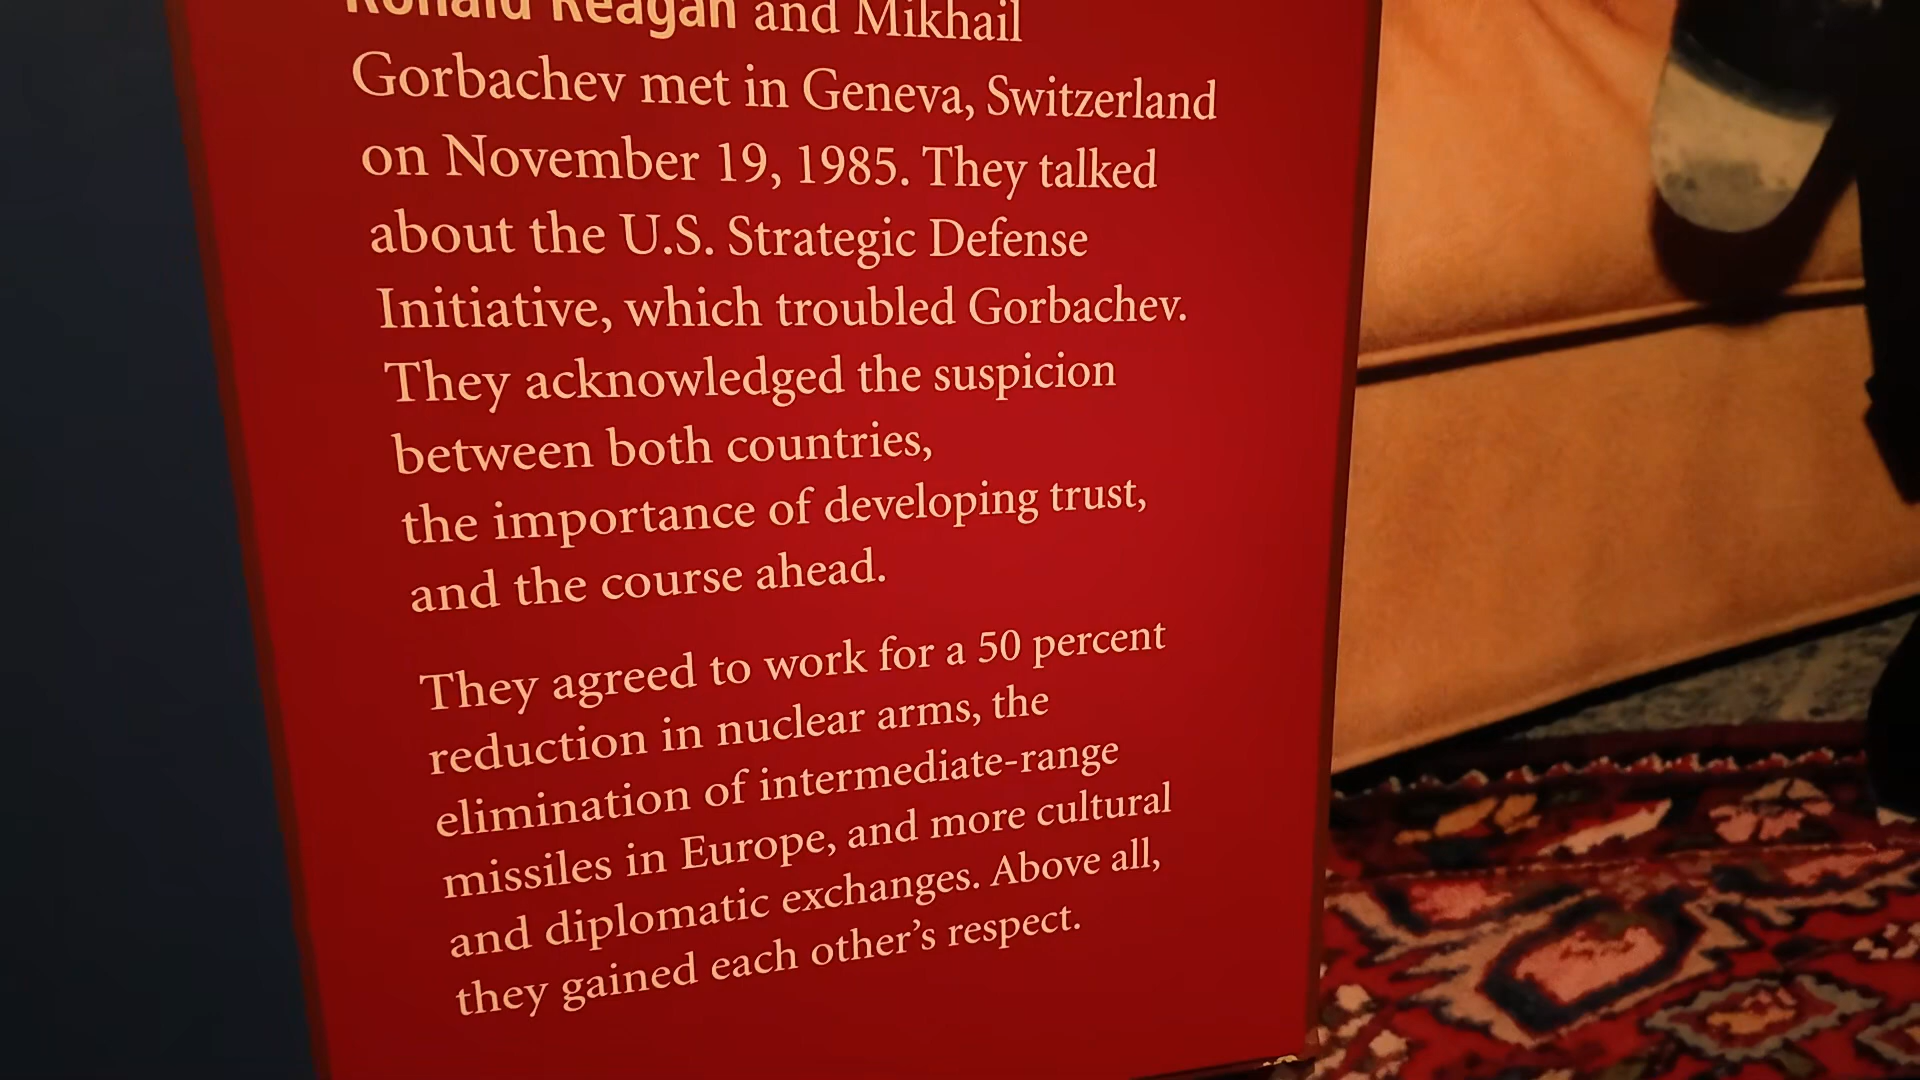 Ronald Reagan and Mikhail
Gorbachev met in Geneva, Switzerland
on November 19, 1985. They talked
about the U.S. Strategic Defense
Initiative, which troubled Gorbachev.
They acknowledged the suspicion
between both countries,
the importance of developing trust,
and the course ahead.
They agreed to work for a 50 percent
reduction in nuclear arms, the
elimination of intermediate-range
missiles in Europe, and more cultural
and diplomatic exchanges. Above all,
they gained each other’s respect.